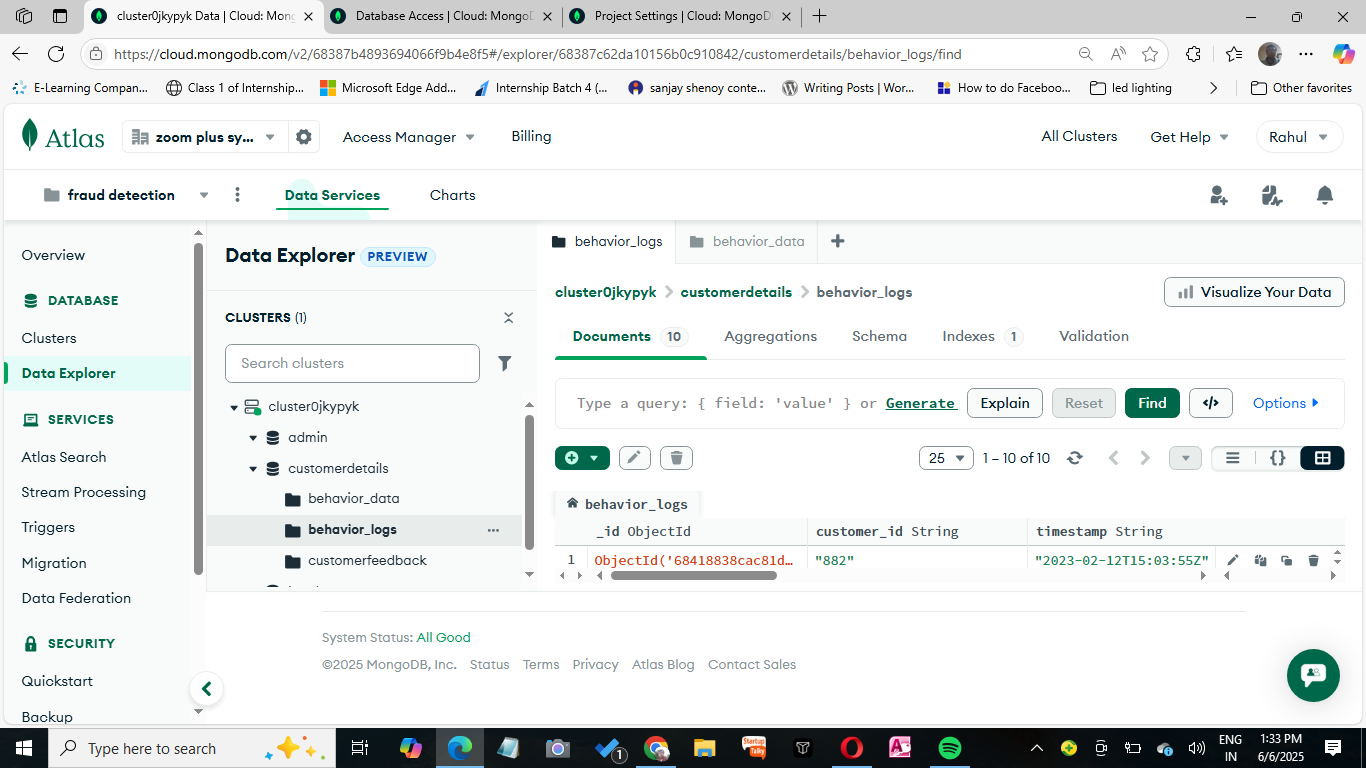 cluster0jkypyk Data | Cloud: Mong
Database Access | Cloud: MongoD
Project Settings | Cloud: MongoD
https://cloud.mongodb.com/v2/68387b4893694066f9b4e8f5#/explorer/68387c62da10156b0c910842/customerdetails/behavior_logs/find
E-Learning Compan...
Class 1 of Internship...
Microsoft Edge Add...
Internship Batch 4 (...
sanjay shenoy conte...
Writing Posts | Wor...
How to do Faceboo...
led lighting
Other favorites
Atlas
zoom plus sy...
Access Manager
Billing
All Clusters
Get Help
Rahul
fraud detection
Data Services
Charts
Overview
DATABASE
Clusters
Data Explorer
SERVICES
Atlas Search
Stream Processing
Triggers
Migration
Data Federation
SECURITY
Quickstart
Backup
Data Explorer PREVIEW
CLUSTERS (1)
Search clusters
cluster0jkypyk
admin
customerdetails
behavior_data
behavior_logs
customerfeedback
behavior_logs
behavior_data
cluster0jkypyk > customerdetails > behavior_logs
Visualize Your Data
Documents 10
Aggregations
Schema
Indexes 1
Validation
Type a query: { field: 'value' } or Generate
Explain
Reset
Find
</>
Options
25
1 – 10 of 10
{}
behavior_logs
_id ObjectId
customer_id String
timestamp String
1
ObjectId('68418838cac81d…
"882"
"2023-02-12T15:03:55Z"
System Status: All Good
©2025 MongoDB, Inc.
Status
Terms
Privacy
Atlas Blog
Contact Sales
Type here to search
1
Startup
Talky
ENG
IN
1:33 PM
6/6/2025